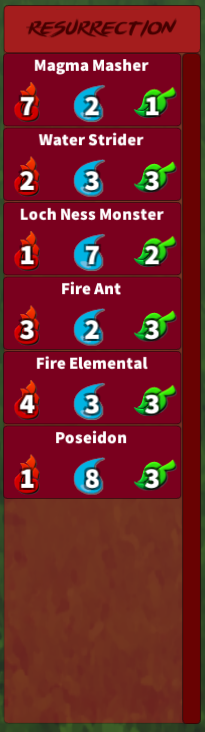 RESURRECTION
Magma Masher
7 2 1
Water Strider
2 3 3
Loch Ness Monster
1 7 2
Fire Ant
3 2 3
Fire Elemental
4 3 3
Poseidon
1 8 3